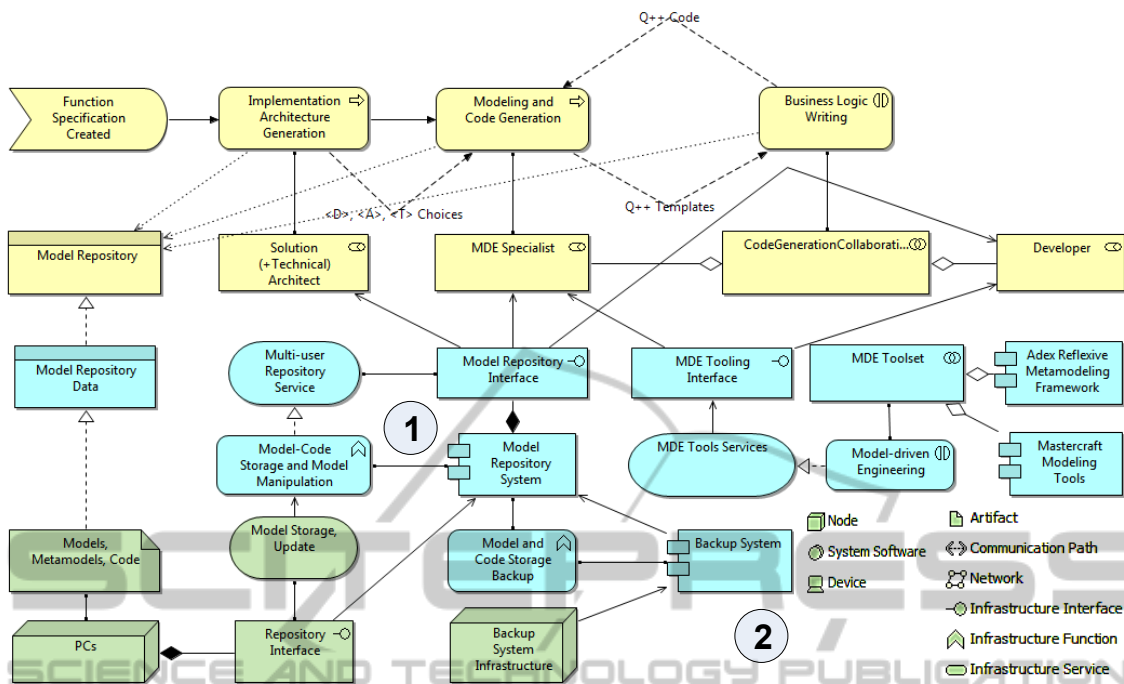 Q++ Code
Function
Specification
Created
Implementation
Architecture
Generation
Modeling and
Code Generation
Business Logic
Writing
<D>, <A>, <T> Choices
Q++ Templates
Model Repository
Solution
(+Technical)
Architect
MDE Specialist
CodeGenerationCollaborati...
Developer
Model Repository
Data
Multi-user
Repository
Service
Model Repository
Interface
MDE Tooling
Interface
MDE Toolset
Adex Reflexive
Metamodeling
Framework
1
Model-Code
Storage and Model
Manipulation
Model
Repository
System
MDE Tools Services
Model-driven
Engineering
Mastercraft
Modeling
Tools
Models,
Metamodels, Code
Model Storage,
Update
Model and
Code Storage
Backup
Backup System
Node
System Software
Device
Artifact
Communication Path
Network
Infrastructure Interface
Infrastructure Function
Infrastructure Service
PCs
Repository
Interface
Backup
System
Infrastructure
2
SCITEPRESS
SCIENCE AND TECHNOLOGY PUBLICATIONS